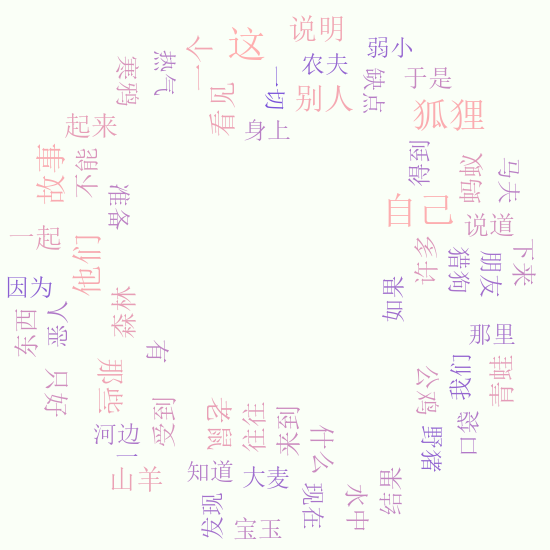 说明
这
一个
弱小
农夫
热气
寒鸦
一切
缺点
于是
看见
别人
狐狸
身上
起来
得到
故事
不能
蚂蚁
马夫
准备
自己
说道
一起
他们
多计
猎狗
朋友
下来
因为
森林
如果
东西
恶人
那里
有
只好
那些
公鸡
我们
青蛙
受到
老鼠
往往
来到
口袋
河边
什么
野猪
一
山羊
知道
大麦
结果
发现
宝玉
现在
水中